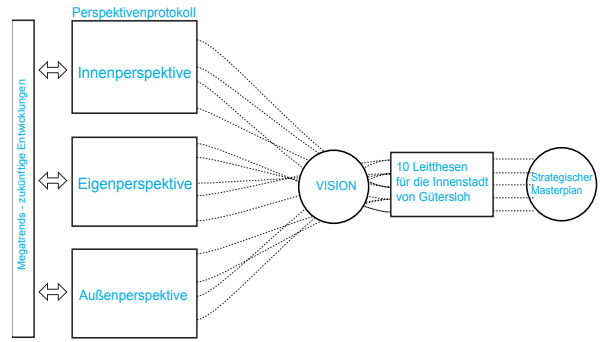 Perspektivenprotokoll
Megatrends - zukünftige Entwicklungen
Innenperspektive
Eigenperspektive
Außenperspektive
VISION
10 Leitthesen
für die Innenstadt
von Gütersloh
Strategischer
Masterplan